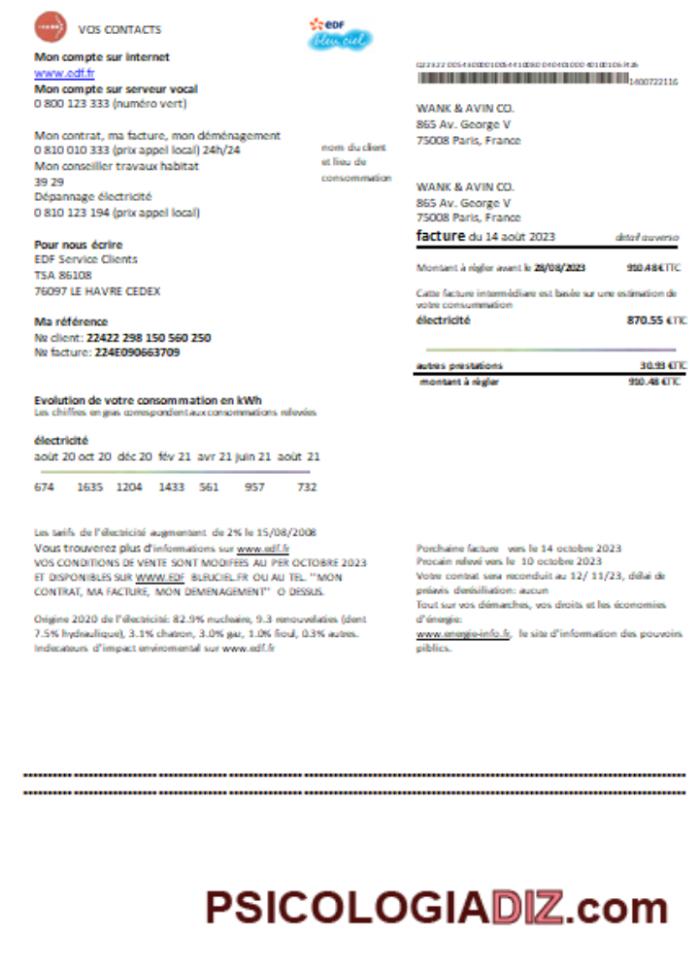 VOS CONTACTS
EDF
bleu ciel
Mon compte sur internet
www.edf.fr
Mon compte sur serveur vocal
0 800 123 333 (numéro vert)
Mon contrat, ma facture, mon déménagement
0 810 010 333 (prix appel local) 24h/24
Mon conseiller travaux habitat
39 29
Dépannage électricité
0 810 123 194 (prix appel local)
Pour nous écrire
EDF Service Clients
TSA 86108
76097 LE HAVRE CEDEX
Ma référence
№ client: 22422 298 150 560 250
№ facture: 224E090663709
nom du client
et lieu de
consommation
1400722116
WANK & AVIN CO.
865 Av. George V
75008 Paris, France
WANK & AVIN CO.
865 Av. George V
75008 Paris, France
facture du 14 août 2023 detail auverso
Montant à régler avant le 28/08/2023 910.48€TTC
Catte facture intermédiare est basée sur une estimation de
votre consummation
électricité 870.55 €TTC
autres prestations 30.93 €TTC
montant à régler 910.48 €TTC
Evolution de votre consommation en kWh
Les chiffres en gras correspondent aux consommations relevées
électricité
août 20 oct 20 déc 20 fév 21 avr 21 juin 21 août 21
674 1635 1204 1433 561 957 732
Les tarifs de l'électricité augmentent de 2% le 15/08/2008
Vous trouverez plus d'informations sur www.edf.fr
VOS CONDITIONS DE VENTE SONT MODIFEES AU PER OCTOBRE 2023
ET DISPONIBLES SUR WWW.EDF BLEUCIEL.FR OU AU TEL. "MON
CONTRAT, MA FACTURE, MON DEMENAGEMENT" O DESSUS.
Origine 2020 de l'électricité: 82.9% nucleaire, 9.3 renouvelaties (dent
7.5% hydraulique), 3.1% chatron, 3.0% gaz, 1.0% fioul, 0.3% autres.
Indecateurs d'impact enviromental sur www.edf.fr
Porchaine facture vers le 14 octobre 2023
Procain relevé vers le 10 octobre 2023
Votre contrat sera reconduit au 12/ 11/23, délai de
préavis derésiliation: aucun
Tout sur vos démarches, vos droits et les économies
d'énergie:
www.energie-info.fr, le site d'information des pouvoirs
piblics.
PSICOLOGIADIZ.com